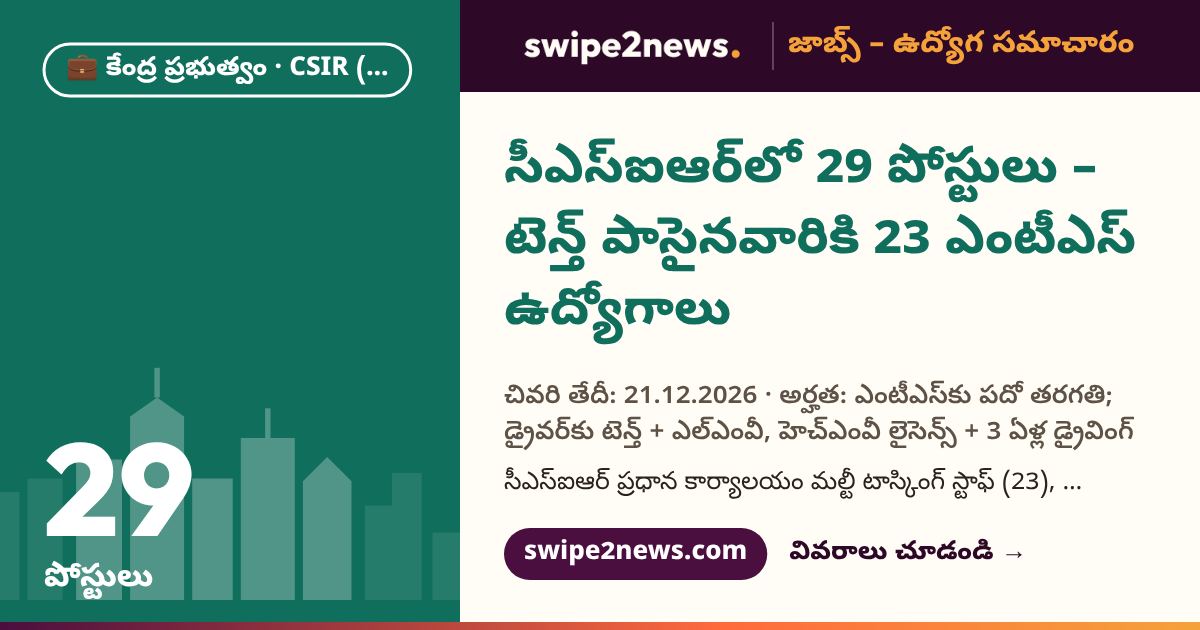 💼 కేంద్ర ప్రభుత్వం · CSIR (...
29
పోస్టులు
swipe2news.
జాబ్స్ – ఉద్యోగ సమాచారం
సీఎస్ఐఆర్‌లో 29 పోస్టులు –
టెన్త్ పాసైనవారికి 23 ఎంటీఎస్
ఉద్యోగాలు
చివరి తేదీ: 21.12.2026 · అర్హత: ఎంటీఎస్‌కు పదో తరగతి;
డ్రైవర్‌కు టెన్త్ + ఎల్ఎంవీ, హెచ్ఎంవీ లైసెన్స్ + 3 ఏళ్ల డ్రైవింగ్
సీఎస్ఐఆర్ ప్రధాన కార్యాలయం మల్టీ టాస్కింగ్ స్టాఫ్ (23), ...
swipe2news.com
వివరాలు చూడండి →